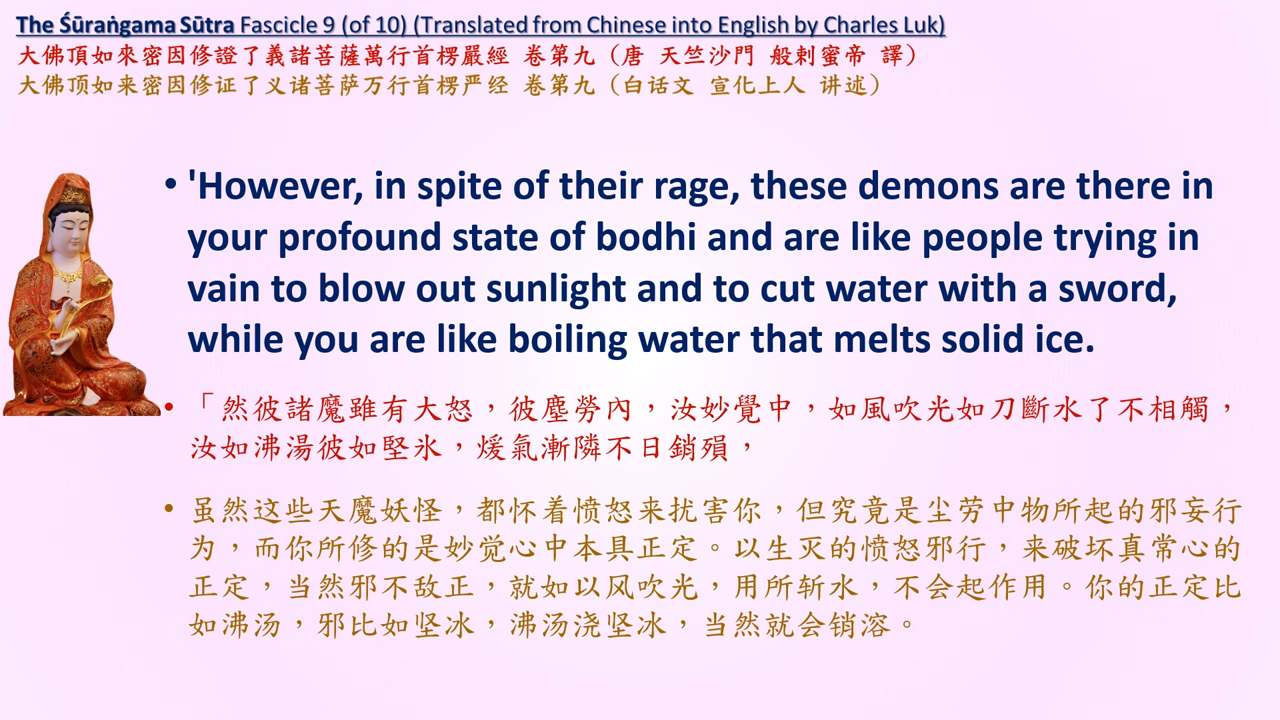 The Śūraṅgama Sūtra Fascicle 9 (of 10) (Translated from Chinese into English by Charles Luk)
大佛頂如來密因修證了義諸菩薩萬行首楞嚴經 卷第九（唐 天竺沙門 般剌蜜帝 譯）
大佛顶如来密因修证了义诸菩萨万行首楞严经 卷第九（白话文 宣化上人 讲述）
• 'However, in spite of their rage, these demons are there in
your profound state of bodhi and are like people trying in
vain to blow out sunlight and to cut water with a sword,
while you are like boiling water that melts solid ice.
• 「然彼諸魔雖有大怒，彼塵勞內，汝妙覺中，如風吹光如刀斷水了不相觸，
汝如沸湯彼如堅氷，煖氣漸隣不日銷殞，
• 虽然这些天魔妖怪，都怀着愤怒来扰害你，但究竟是尘劳中物所起的邪妄行
为，而你所修的是妙觉心中本具正定。以生灭的愤怒邪行，来破坏真常心的
正定，当然邪不敌正，就如以风吹光，用所斩水，不会起作用。你的正定比
如沸汤，邪比如坚冰，沸汤浇坚冰，当然就会销溶。